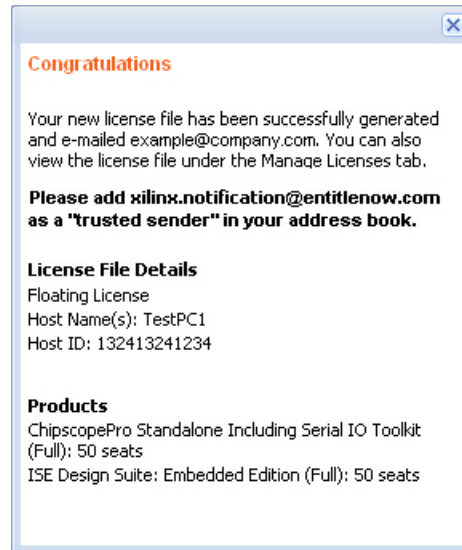 Congratulations
Your new license file has been successfully generated
and e-mailed example@company.com. You can also
view the license file under the Manage Licenses tab.
Please add xilinx.notification@entitlenow.com
as a "trusted sender" in your address book.
License File Details
Floating License
Host Name(s): TestPC1
Host ID: 132413241234
Products
ChipscopePro Standalone Including Serial IO Toolkit
(Full): 50 seats
ISE Design Suite: Embedded Edition (Full): 50 seats